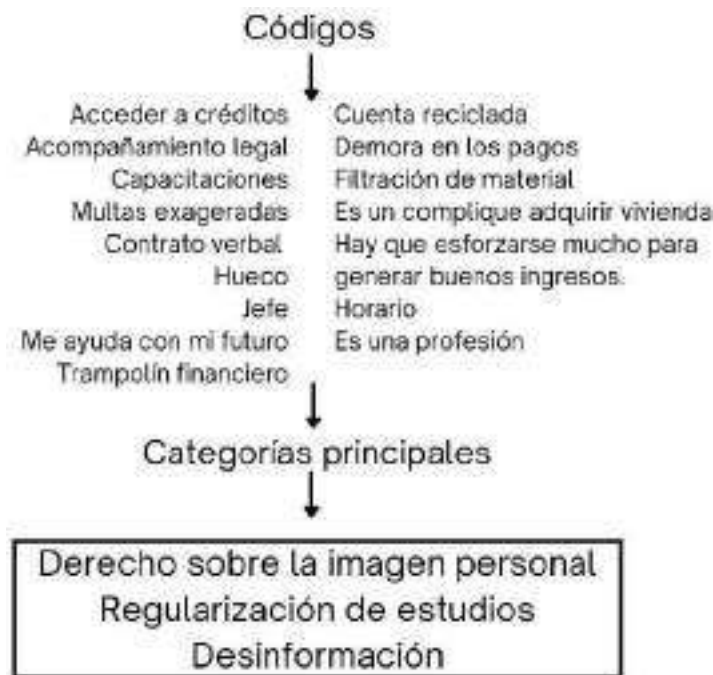 Códigos
Acceder a créditos
Acompañamiento legal
Capacitaciones
Multas exageradas
Contrato verbal
Hueco
Jefe
Me ayuda con mi futuro
Trampolín financiero
Cuenta reciclada
Demora en los pagos
Filtración de material
Es un complique adquirir vivienda
Hay que esforzarse mucho para
generar buenos ingresos.
Horario
Es una profesión
Categorías principales
Derecho sobre la imagen personal
Regularización de estudios
Desinformación